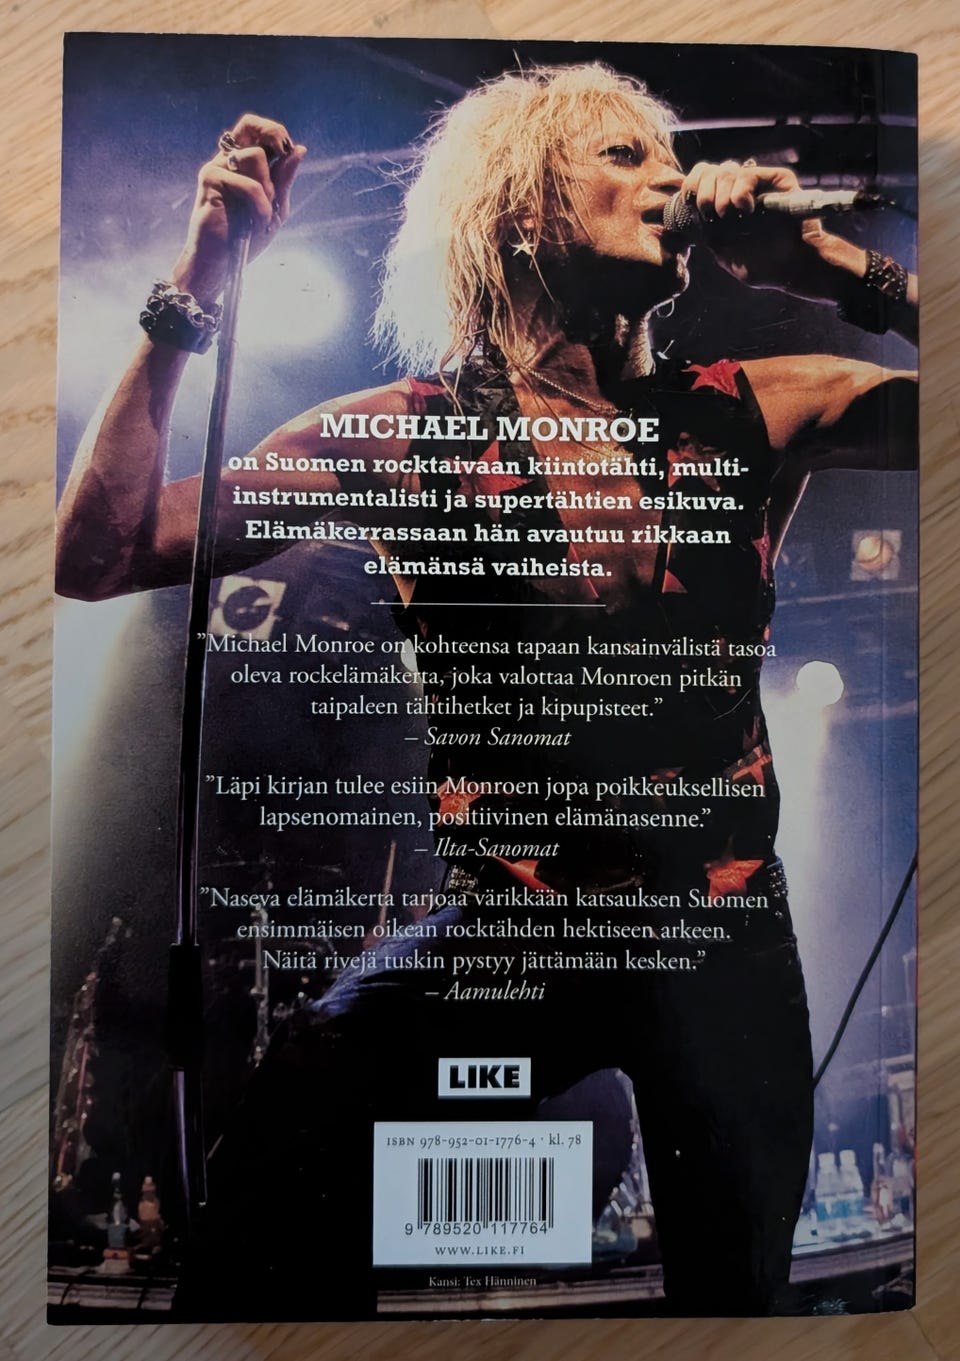 MICHAEL MONROE
on Suomen rocktaivaan kiintotähti, multi-
instrumentalisti ja supertähtien esikuva.
Elämäkerrassaan hän avautuu rikkaan
elämänsä vaiheista.
”Michael Monroe on kohteensa tapaan kansainvälistä tasoa
oleva rockelämäkerta, joka valottaa Monroen pitkän
taipaleen tähtihetket ja kipupisteet.”
– Savon Sanomat
”Läpi kirjan tulee esiin Monroen jopa poikkeuksellisen
lapsenomainen, positiivinen elämänasenne.”
– Ilta-Sanomat
”Naseva elämäkerta tarjoaa värikkään katsauksen Suomen
ensimmäisen oikean rocktähden hektiseen arkeen.
Näitä rivejä tuskin pystyy jättämään kesken.”
– Aamulehti
LIKE
ISBN 978-952-01-1776-4 · kl. 78
9 789520 117764
WWW.LIKE.FI
Kansi: Tex Hänninen